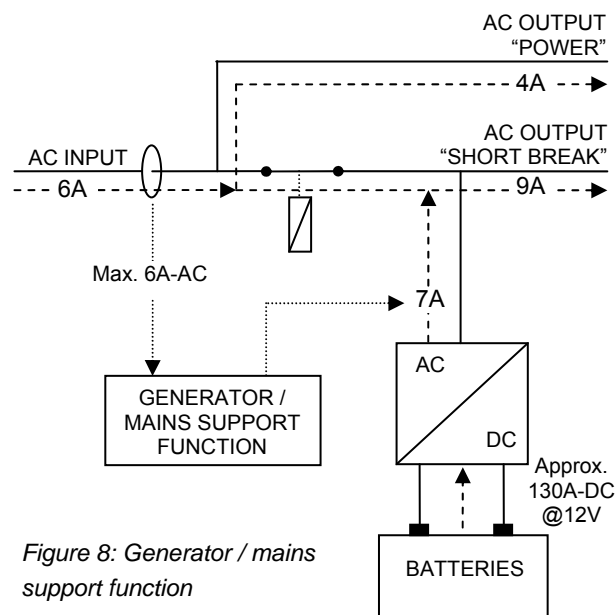 AC OUTPUT
“POWER”
4A
AC OUTPUT
“SHORT BREAK”
AC INPUT
6A
9A
Max. 6A-AC
7A
GENERATOR /
MAINS SUPPORT
FUNCTION
AC
DC
Approx.
130A-DC
@12V
BATTERIES
Figure 8: Generator / mains
support function